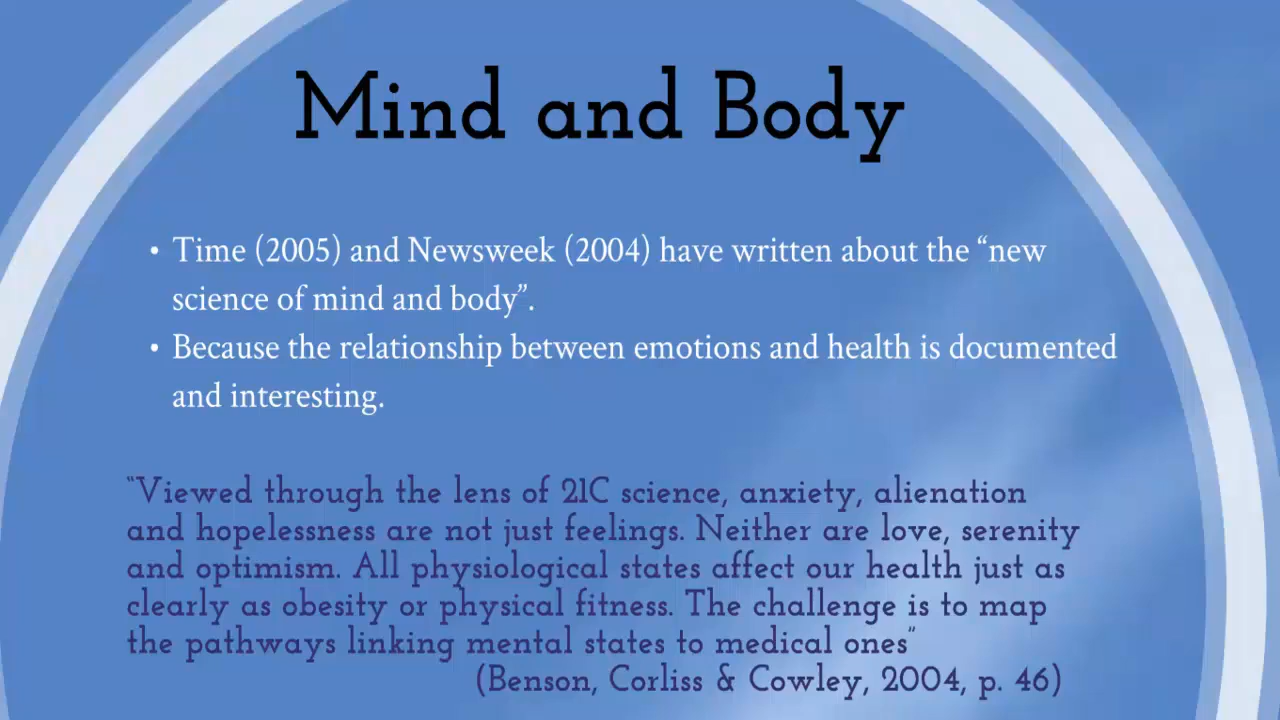 Mind and Body
• Time (2005) and Newsweek (2004) have written about the “new
science of mind and body”.
• Because the relationship between emotions and health is documented
and interesting.
“Viewed through the lens of 21C science, anxiety, alienation
and hopelessness are not just feelings. Neither are love, serenity
and optimism. All physiological states affect our health just as
clearly as obesity or physical fitness. The challenge is to map
the pathways linking mental states to medical ones”
(Benson, Corliss & Cowley, 2004, p. 46)